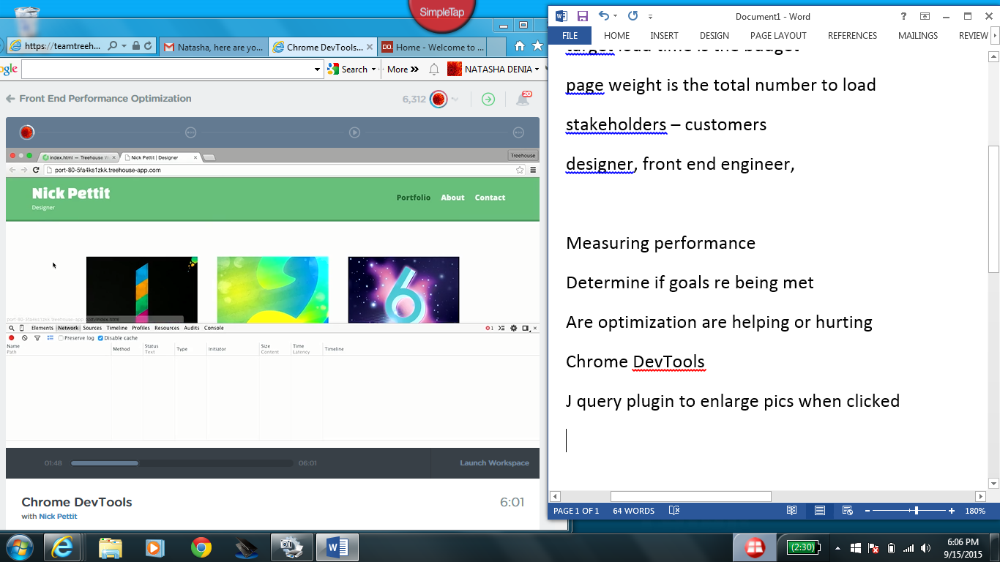 SimpleTap
https://teamtreeh...
Natasha, here are yo...
Chrome DevTools...
Home - Welcome to ...
gle
Search
More
NATASHA DENIA
Front End Performance Optimization
6,312
20
index.html — Treehouse W
Nick Pettit | Designer
Treehouse
port-80-5fa4ks1zkk.treehouse-app.com
Nick Pettit
Designer
Portfolio About Contact
Elements Network Sources Timeline Profiles Resources Audits Console
1
Preserve log Disable cache
Name Method Status Type Initiator Size Time Timeline
Path Text Content Latency
01:48 06:01 Launch Workspace
Chrome DevTools 6:01
with Nick Pettit
Document1 - Word
FILE HOME INSERT DESIGN PAGE LAYOUT REFERENCES MAILINGS REVIEW
target load time is the budget
page weight is the total number to load
stakeholders – customers
designer, front end engineer,
Measuring performance
Determine if goals re being met
Are optimization are helping or hurting
Chrome DevTools
J query plugin to enlarge pics when clicked
PAGE 1 OF 1 64 WORDS 180%
(2:30)
6:06 PM
9/15/2015